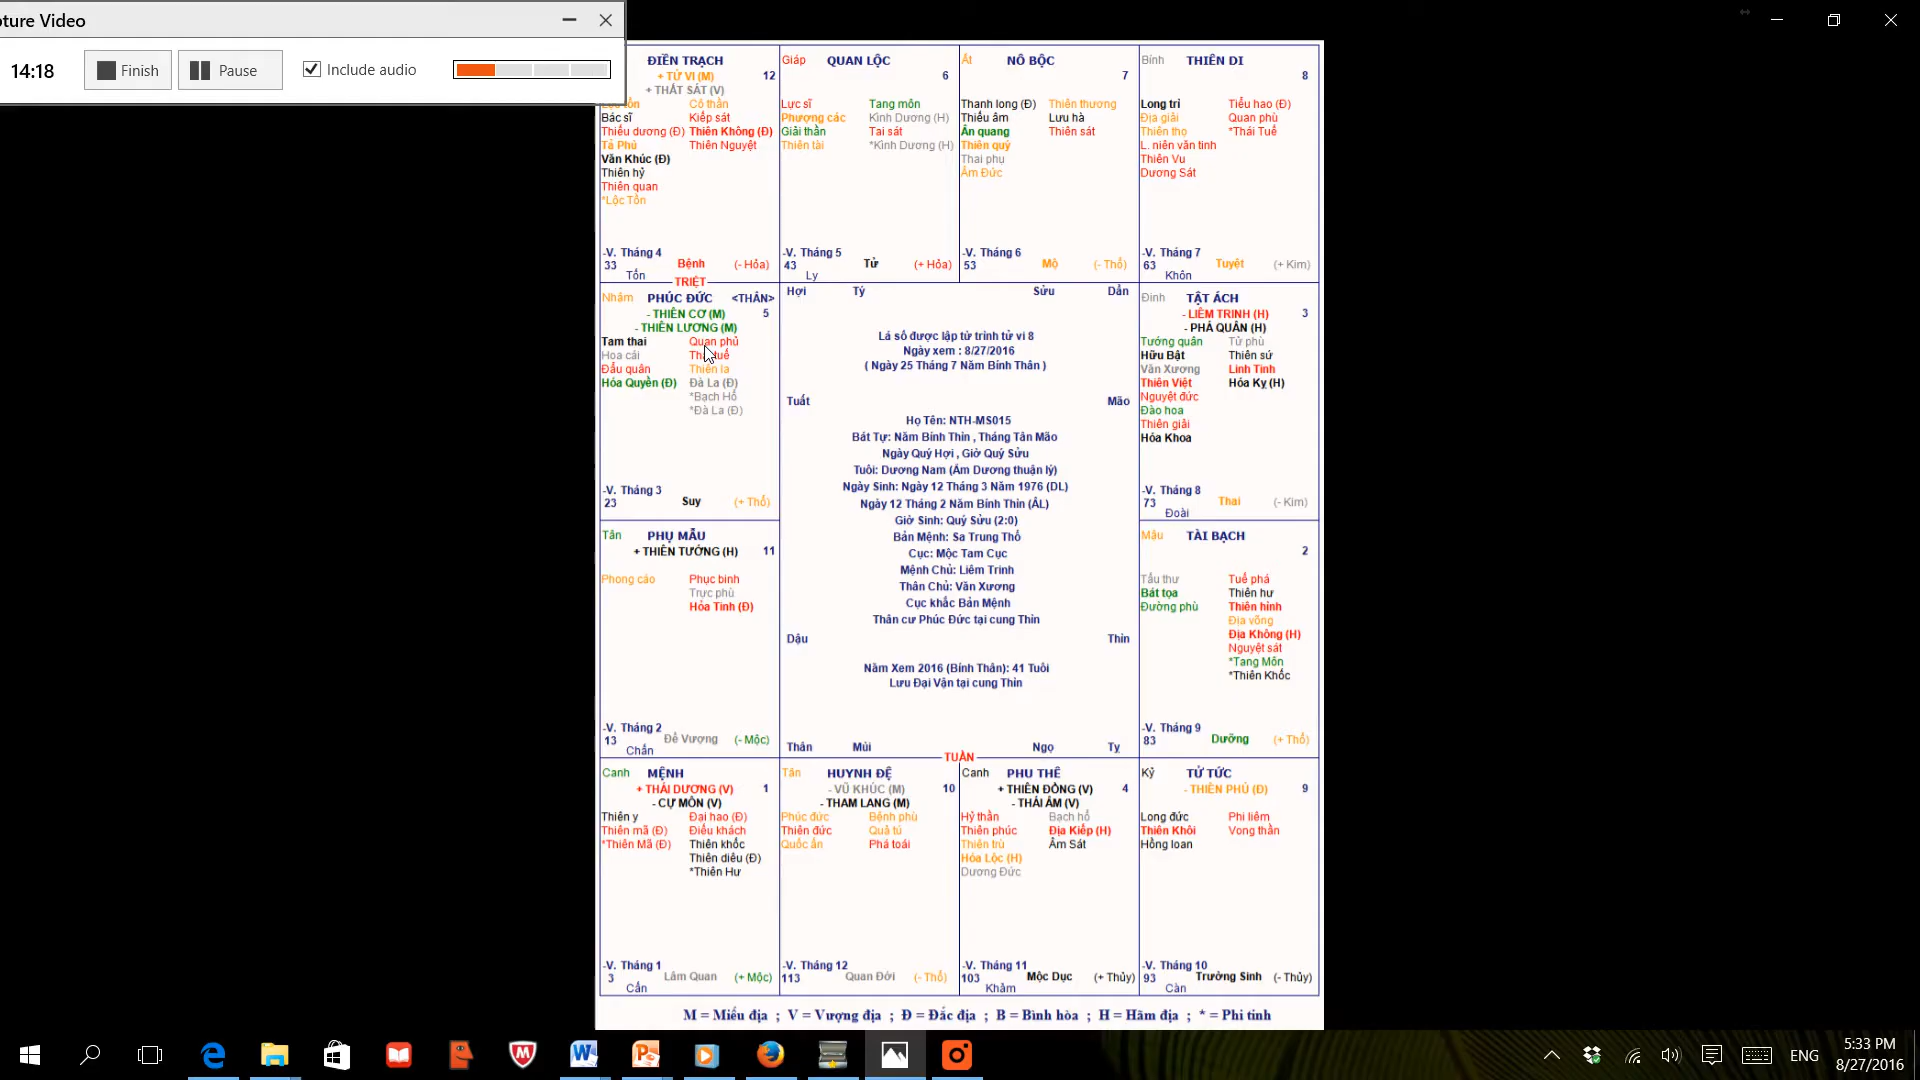 pture Video
14:18
Finish
Pause
Include audio
ĐIỀN TRẠCH
+ TỬ VI (M)
12
+ THẤT SÁT (V)
Cô thần
Bác sĩ
Kiếp sát
Thiếu dương (Đ)
Thiên Không (Đ)
Tả Phù
Thiên Nguyệt
Văn Khúc (Đ)
Thiên hỷ
Thiên quan
*Lộc Tồn
-V. Tháng 4
33
Bệnh
(- Hỏa)
Tốn
Giáp
QUAN LỘC
6
Lực sĩ
Tang môn
Phượng các
Kình Dương (H)
Giải thần
Tai sát
Thiên tài
*Kình Dương (H)
-V. Tháng 5
43
Tử
(+ Hỏa)
Ly
Ất
NÔ BỘC
7
Thanh long (Đ)
Thiên thương
Thiếu âm
Lưu hà
Ân quang
Thiên sát
Thiên quý
Thai phụ
Âm Đức
-V. Tháng 6
53
Mộ
(- Thổ)
Bính
THIÊN DI
8
Long trì
Tiểu hao (Đ)
Địa giải
Quan phù
Thiên thọ
*Thái Tuế
L. niên văn tinh
Thiên Vu
Dương Sát
-V. Tháng 7
63
Tuyệt
(+ Kim)
Khôn
TRIỆT
Nhâm
PHÚC ĐỨC
<THÂN>
- THIÊN CƠ (M)
5
- THIÊN LƯƠNG (M)
Tam thai
Quan phủ
Hoa cái
Đẩu quân
Thiên la
Hóa Quyền (Đ)
Đà La (Đ)
*Bạch Hổ
*Đà La (Đ)
-V. Tháng 3
23
Suy
(+ Thổ)
Hợi
Tý
Sửu
Dần
Lá số được lập từ trình tử vi 8
Ngày xem : 8/27/2016
( Ngày 25 Tháng 7 Năm Bính Thân )
Tuất
Mão
Họ Tên: NTH-MS015
Bát Tự: Năm Bính Thìn , Tháng Tân Mão
Ngày Quý Hợi , Giờ Quý Sửu
Tuổi: Dương Nam (Âm Dương thuận lý)
Ngày Sinh: Ngày 12 Tháng 3 Năm 1976 (DL)
Ngày 12 Tháng 2 Năm Bính Thìn (ÂL)
Giờ Sinh: Quý Sửu (2:0)
Bản Mệnh: Sa Trung Thổ
Cục: Mộc Tam Cục
Mệnh Chủ: Liêm Trinh
Thân Chủ: Văn Xương
Cục khắc Bản Mệnh
Thân cư Phúc Đức tại cung Thìn
Dậu
Thìn
Năm Xem 2016 (Bính Thân): 41 Tuổi
Lưu Đại Vận tại cung Thìn
Thân
Mùi
Ngọ
Tỵ
Đinh
TẬT ÁCH
- LIÊM TRINH (H)
3
- PHÁ QUÂN (H)
Tướng quân
Tử phù
Hữu Bật
Thiên sứ
Văn Xương
Linh Tinh
Thiên Việt
Hóa Kỵ (H)
Nguyệt đức
Đào hoa
Thiên giải
Hóa Khoa
-V. Tháng 8
73
Thai
(- Kim)
Đoài
Tân
PHỤ MẪU
+ THIÊN TƯỚNG (H)
11
Phong cáo
Phục binh
Trực phù
Hỏa Tinh (Đ)
-V. Tháng 2
13
Đế Vượng
(- Mộc)
Chấn
Mậu
TÀI BẠCH
2
Tấu thư
Tuế phá
Bát tọa
Thiên hư
Đường phù
Thiên hình
Địa võng
Địa Không (H)
Nguyệt sát
*Tang Môn
*Thiên Khốc
-V. Tháng 9
83
Dưỡng
(+ Thổ)
TUẦN
Canh
MỆNH
+ THÁI DƯƠNG (V)
1
- CỰ MÔN (V)
Thiên y
Đại hao (Đ)
Thiên mã (Đ)
Điếu khách
*Thiên Mã (Đ)
Thiên khốc
Thiên diêu (Đ)
*Thiên Hư
-V. Tháng 1
3
Lâm Quan
(+ Mộc)
Cấn
Tân
HUYNH ĐỆ
- VŨ KHÚC (M)
10
- THAM LANG (M)
Phúc đức
Bệnh phù
Thiên đức
Quả tú
Quốc ấn
Phá toái
-V. Tháng 12
113
Quan Đới
(- Thổ)
Canh
PHU THÊ
+ THIÊN ĐỒNG (V)
4
- THÁI ÂM (V)
Hỷ thần
Bạch hổ
Thiên phúc
Địa Kiếp (H)
Thiên trù
Âm Sát
Hóa Lộc (H)
Dương Đức
-V. Tháng 11
103
Mộc Dục
(+ Thủy)
Khảm
Kỷ
TỬ TỨC
- THIÊN PHỦ (Đ)
9
Long đức
Phi liêm
Thiên Khôi
Vong thần
Hồng loan
-V. Tháng 10
93
Trường Sinh
(- Thủy)
Càn
M = Miếu địa ; V = Vượng địa ; Đ = Đắc địa ; B = Bình hòa ; H = Hãm địa ; * = Phi tinh
ENG
5:33 PM
8/27/2016